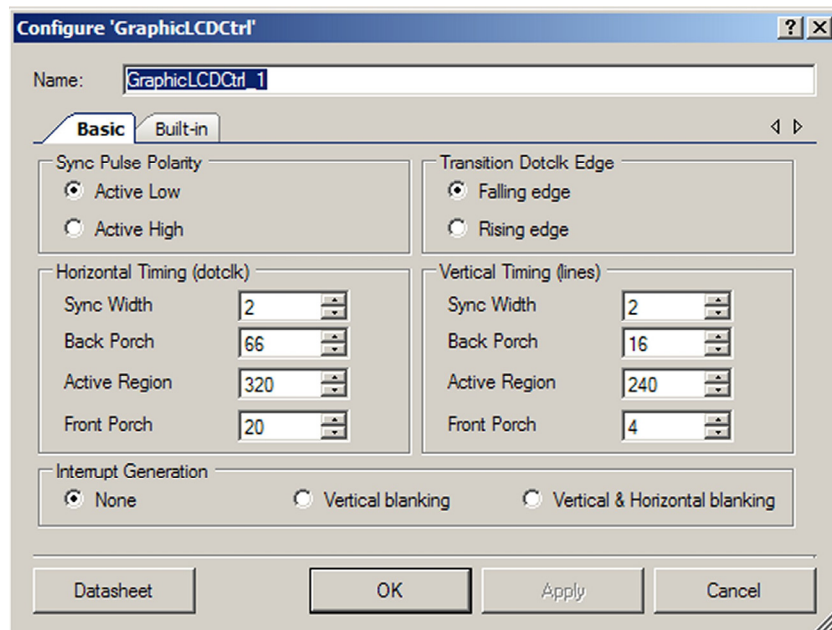 Configure 'GraphicLCDCtrl'
Name: GraphicLCDCtrl_1
Basic Built-in
Sync Pulse Polarity
Active Low
Active High
Transition Dotclk Edge
Falling edge
Rising edge
Horizontal Timing (dotclk)
Sync Width 2
Back Porch 66
Active Region 320
Front Porch 20
Vertical Timing (lines)
Sync Width 2
Back Porch 16
Active Region 240
Front Porch 4
Interrupt Generation
None Vertical blanking Vertical & Horizontal blanking
Datasheet OK Apply Cancel